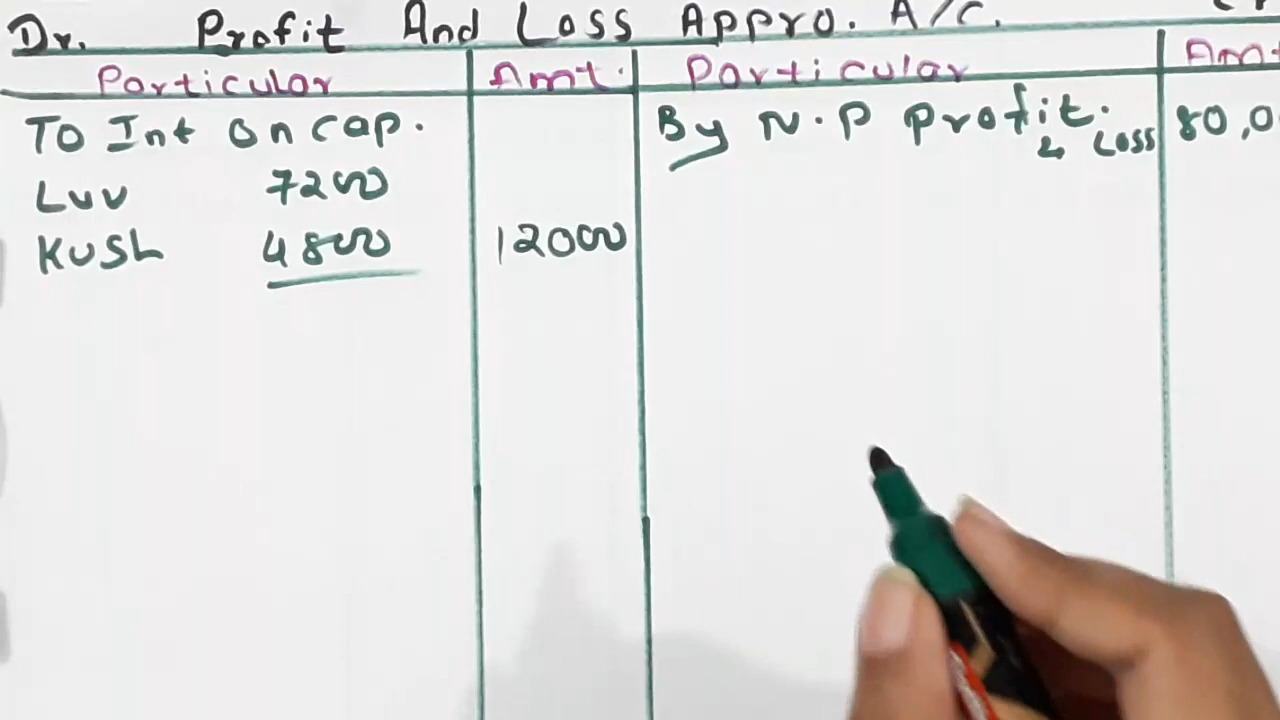 Dr. Profit And Loss Appro. A/C.
Particular Amt. Particular Amt
To Int on cap. By N.P Profit. & Loss 80,0
Luv 7200
Kush 4800 12000